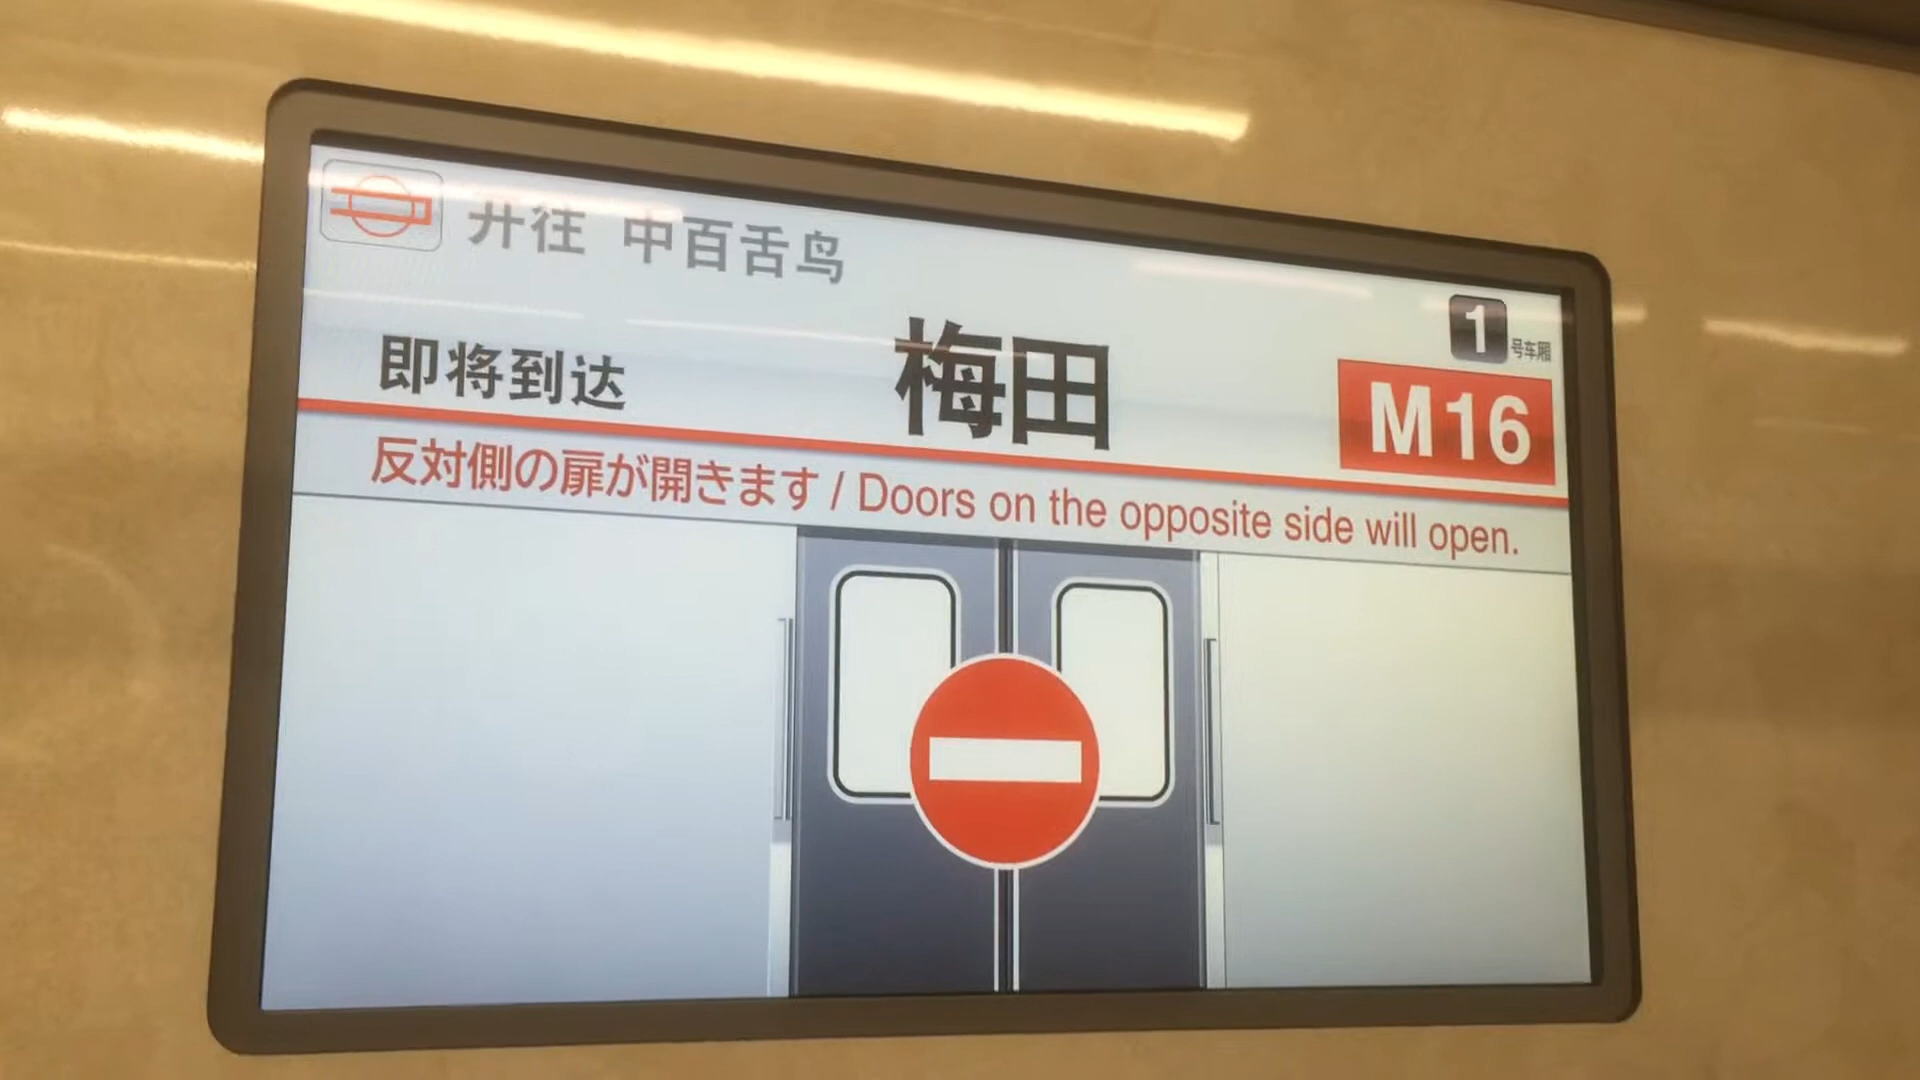 开往 中百舌鸟
1 号车厢
即将到达 梅田 M16
反対側の扉が開きます / Doors on the opposite side will open.